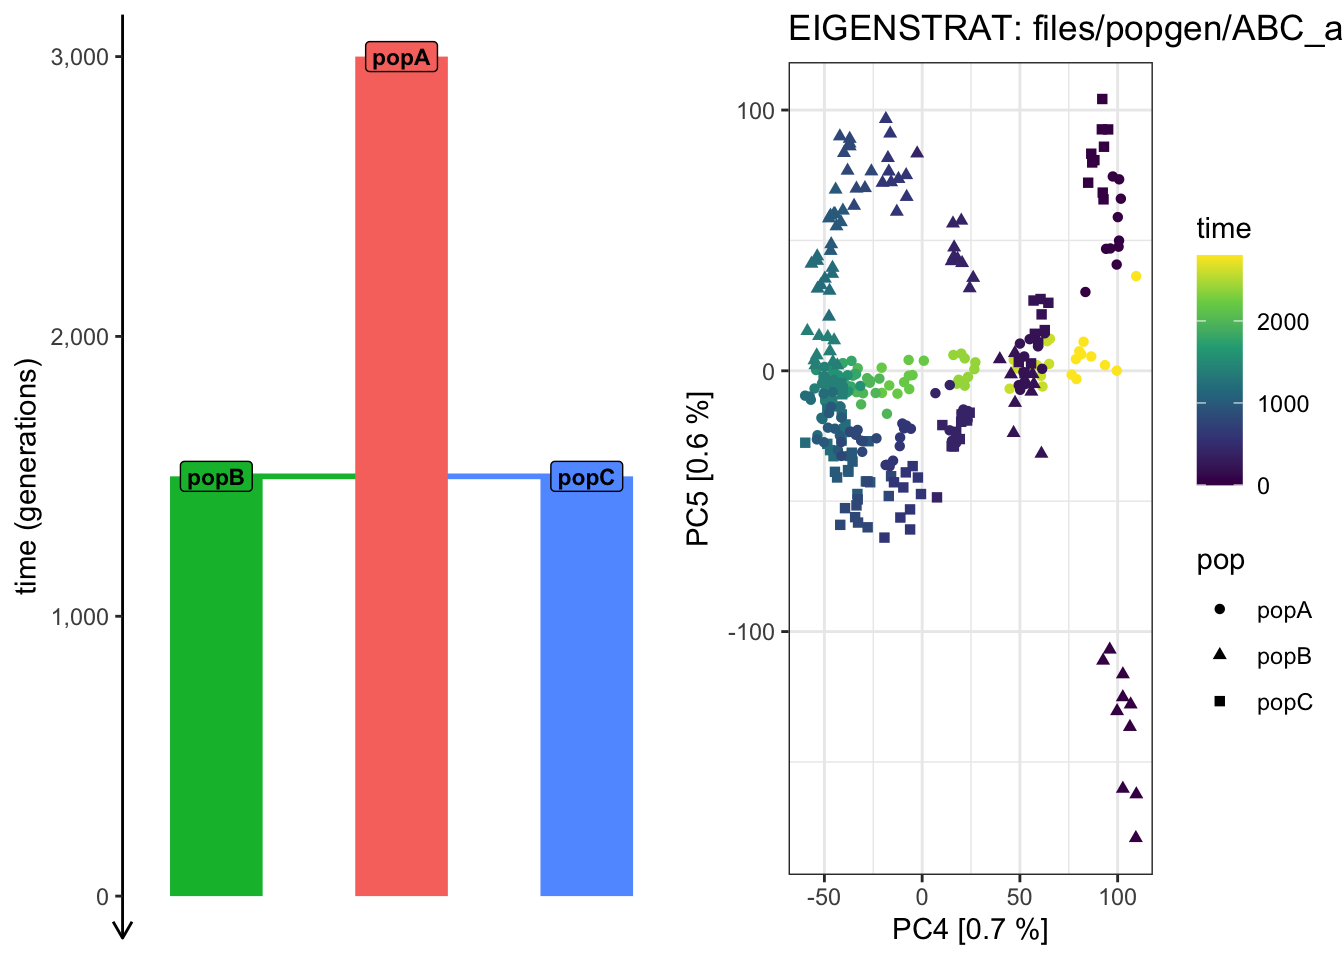 time (generations)
3,000
2,000
1,000
0
popA
popB
popC
EIGENSTRAT: files/popgen/ABC_a
PC5 [0.6 %]
100
0
-100
-50
0
50
100
PC4 [0.7 %]
time
2000
1000
0
pop
popA
popB
popC